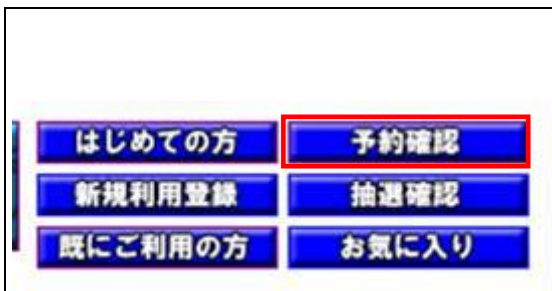 はじめての方 予約確認
新規利用登録 抽選確認
既にご利用の方 お気に入り